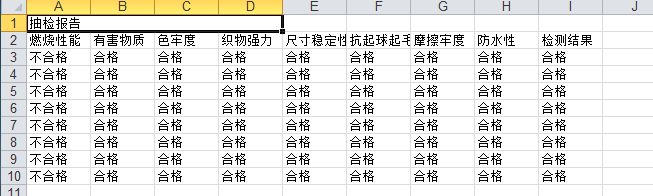 A B C D E F G H I J
1 抽检报告
2 燃烧性能 有害物质 色牢度 织物强力 尺寸稳定性 抗起球起毛 摩擦牢度 防水性 检测结果
3 不合格 合格 合格 合格 合格 合格 合格 合格 合格
4 不合格 合格 合格 合格 合格 合格 合格 合格 合格
5 不合格 合格 合格 合格 合格 合格 合格 合格 合格
6 不合格 合格 合格 合格 合格 合格 合格 合格 合格
7 不合格 合格 合格 合格 合格 合格 合格 合格 合格
8 不合格 合格 合格 合格 合格 合格 合格 合格 合格
9 不合格 合格 合格 合格 合格 合格 合格 合格 合格
10 不合格 合格 合格 合格 合格 合格 合格 合格 合格
11